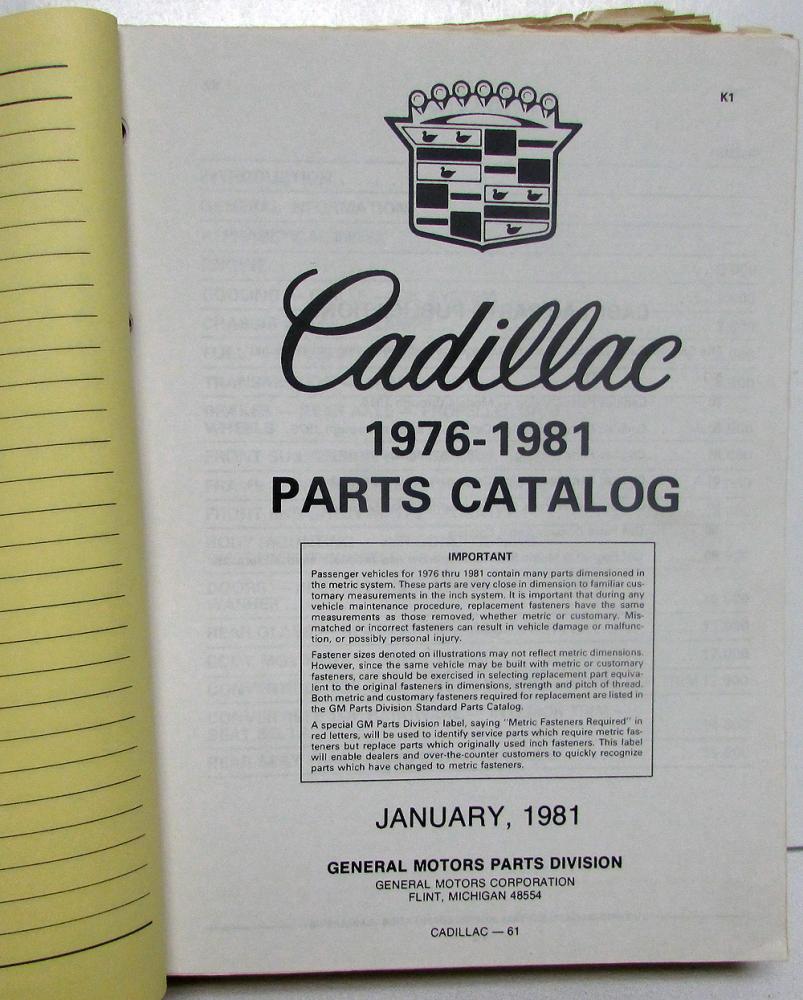 K1
Cadillac
1976-1981
PARTS CATALOG
IMPORTANT
Passenger vehicles for 1976 thru 1981 contain many parts dimensioned in
the metric system. These parts are very close in dimension to familiar cus-
tomary measurements in the inch system. It is important that during any
vehicle maintenance procedure, replacement fasteners have the same
measurements as those removed, whether metric or customary. Mis-
matched or incorrect fasteners can result in vehicle damage or malfunc-
tion, or possibly personal injury.
Fastener sizes denoted on illustrations may not reflect metric dimensions.
However, since the same vehicle may be built with metric or customary
fasteners, care should be exercised in selecting replacement part equiva-
lent to the original fasteners in dimensions, strength and pitch of thread.
Both metric and customary fasteners required for replacement are listed in
the GM Parts Division Standard Parts Catalog.
A special GM Parts Division label, saying "Metric Fasteners Required" in
red letters, will be used to identify service parts which require metric fas-
teners but replace parts which originally used inch fasteners. This label
will enable dealers and over-the-counter customers to quickly recognize
parts which have changed to metric fasteners.
JANUARY, 1981
GENERAL MOTORS PARTS DIVISION
GENERAL MOTORS CORPORATION
FLINT, MICHIGAN 48554
CADILLAC — 61